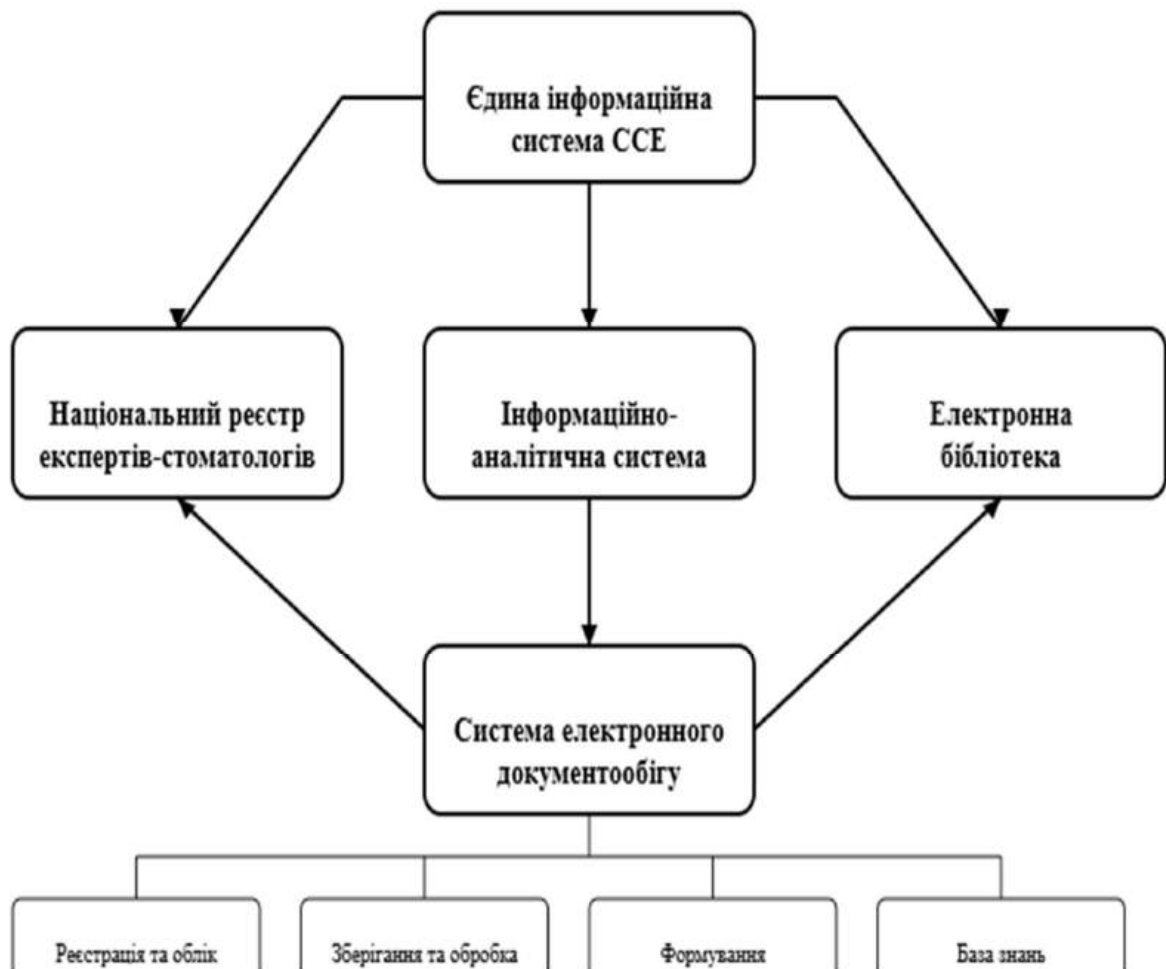 Єдина інформаційна
система ССЕ
Національний реєстр
експертів-стоматологів
Інформаційно-
аналітична система
Електронна
бібліотека
Система електронного
документообігу
Реєстрація та облік
Зберігання та обробка
Формування
База знань